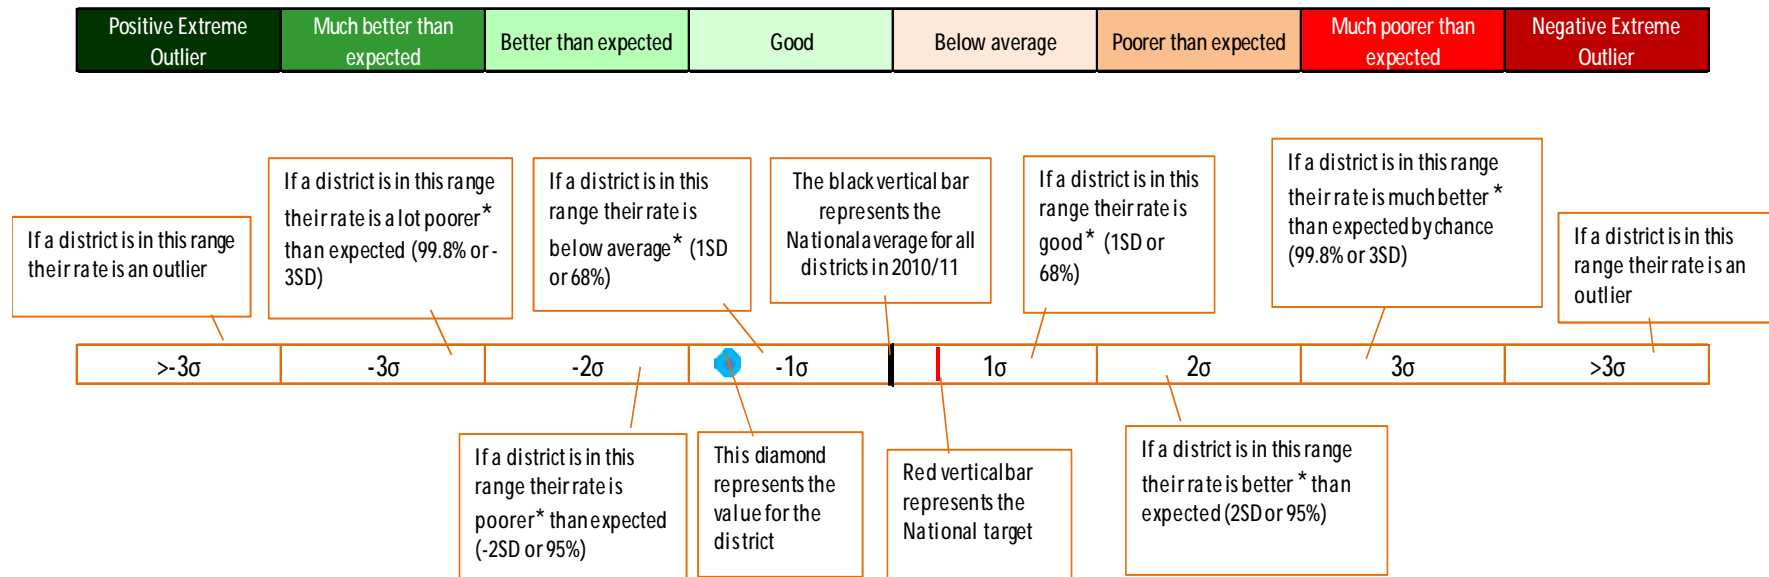 Positive Extreme
Outlier
Much better than
expected
Better than expected
Good
Below average
Poorer than expected
Much poorer than
expected
Negative Extreme
Outlier
If a district is in this range
their rate is an outlier
If a district is in this range
their rate is a lot poorer*
than expected (99.8% or -
3SD)
If a district is in this
range their rate is
below average* (1SD
or 68%)
The black vertical bar
represents the
National average for all
districts in 2010/11
If a district is in this
range their rate is
good* (1SD or
68%)
If a district is in this range
their rate is much better *
than expected by chance
(99.8% or 3SD)
If a district is in this
range their rate is an
outlier
>-3σ
-3σ
-2σ
-1σ
1σ
2σ
3σ
>3σ
If a district is in this
range their rate is
poorer* than expected
(-2SD or 95%)
This diamond
represents the
value for the
district
Red vertical bar
represents the
National target
If a district is in this range
their rate is better * than
expected (2SD or 95%)